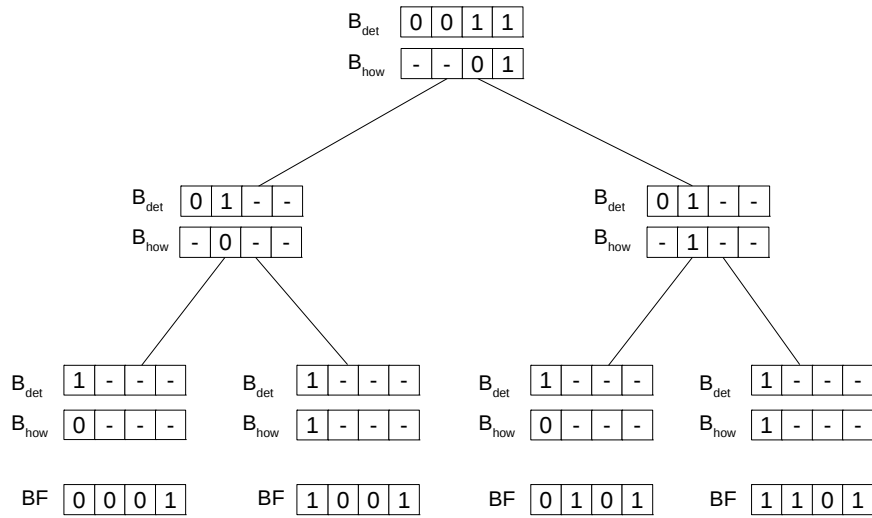 B_det 0 0 1 1
B_how - - 0 1
B_det 0 1 - - B_det 0 1 - -
B_how - 0 - - B_how - 1 - -
B_det 1 - - - B_det 1 - - - B_det 1 - - - B_det 1 - - -
B_how 0 - - - B_how 1 - - - B_how 0 - - - B_how 1 - - -
BF 0 0 0 1 BF 1 0 0 1 BF 0 1 0 1 BF 1 1 0 1